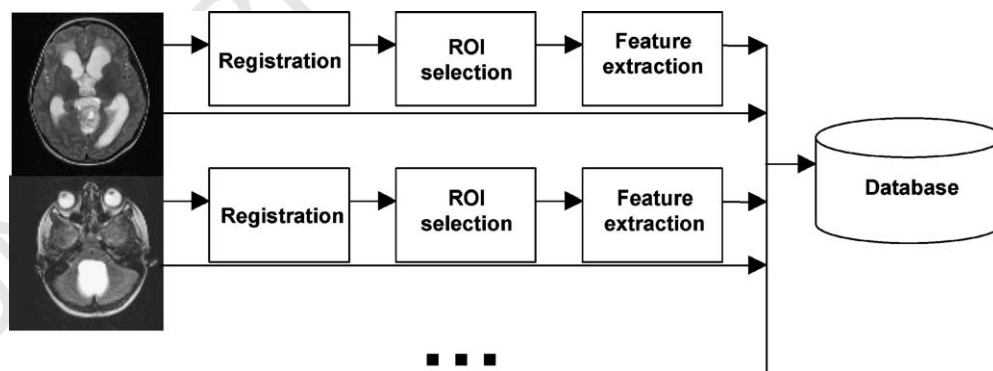 Registration
ROI
selection
Feature
extraction
Registration
ROI
selection
Feature
extraction
Database